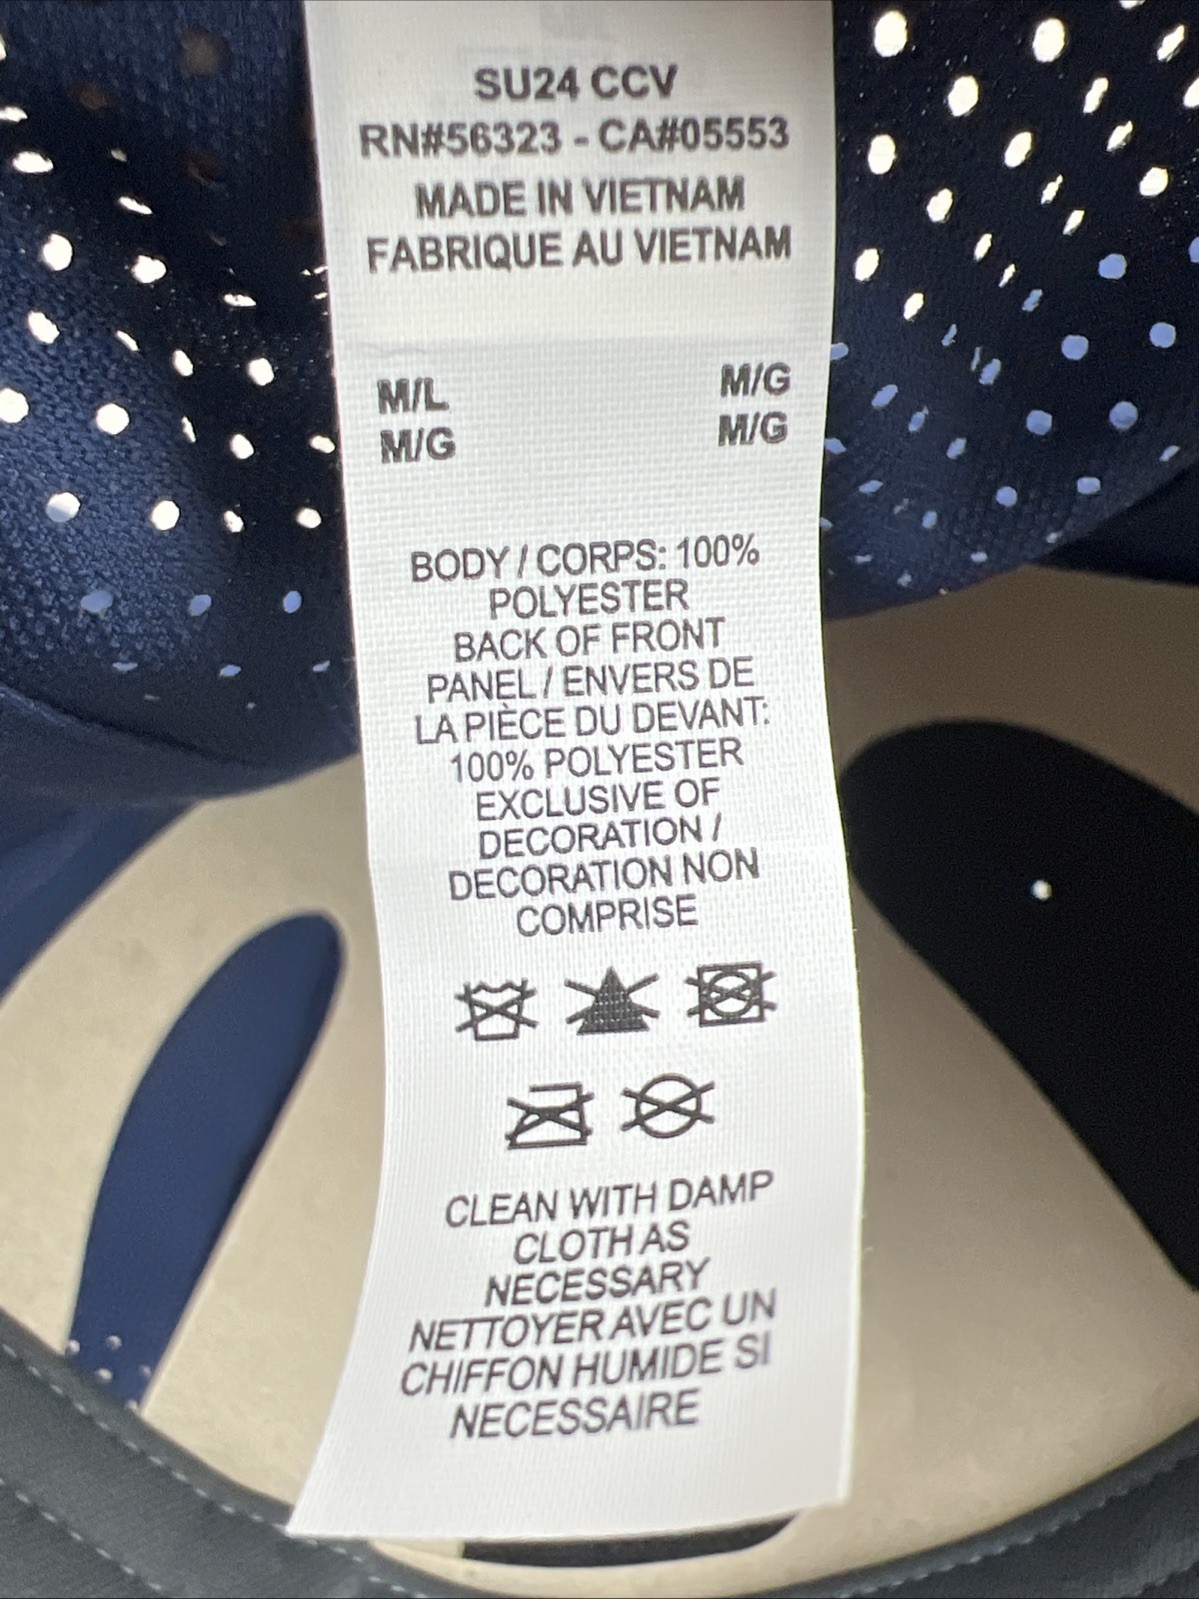 SU24 CCV
RN#56323 - CA#05553
MADE IN VIETNAM
FABRIQUE AU VIETNAM
M/L M/G
M/G M/G
BODY / CORPS: 100%
POLYESTER
BACK OF FRONT
PANEL / ENVERS DE
LA PIÈCE DU DEVANT:
100% POLYESTER
EXCLUSIVE OF
DECORATION /
DECORATION NON
COMPRISE
CLEAN WITH DAMP
CLOTH AS
NECESSARY
NETTOYER AVEC UN
CHIFFON HUMIDE SI
NECESSAIRE